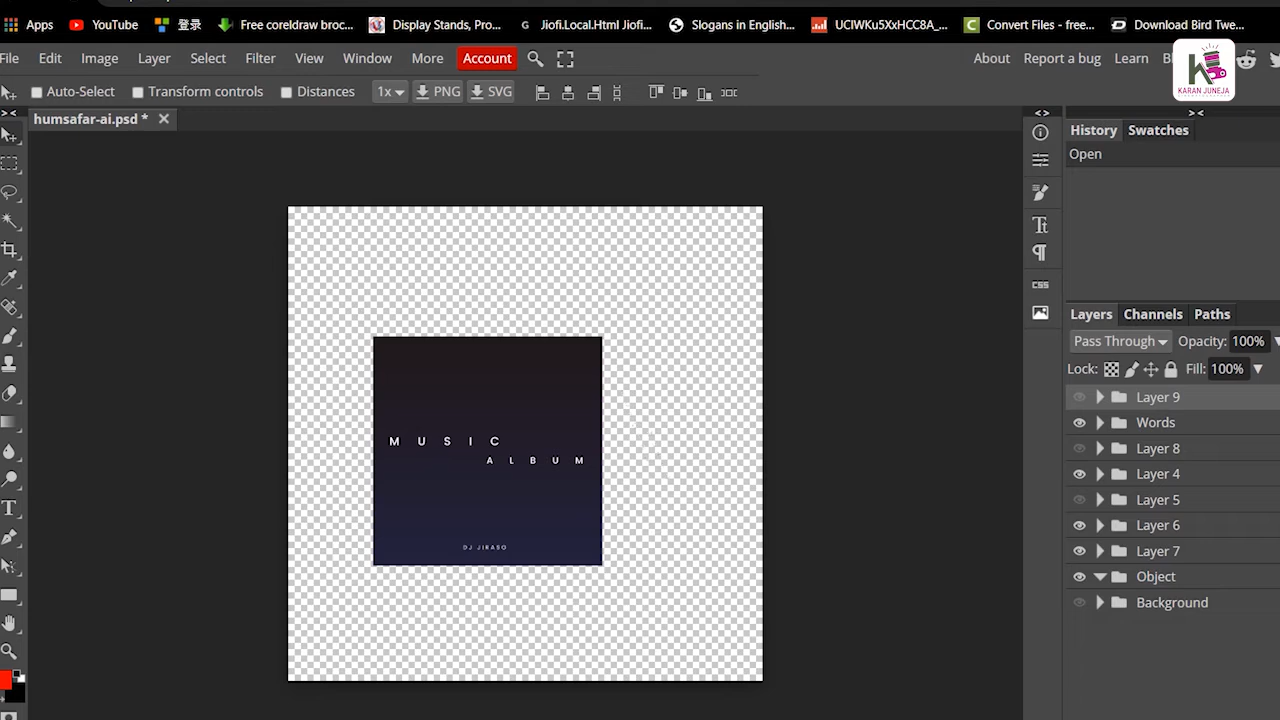 Apps YouTube 登录 Free coreldraw broc... Display Stands, Pro... Jiofi.Local.Html Jiofi... Slogans in English... UCIWKu5XxHCC8A_... Convert Files - free... Download Bird Twe...
File Edit Image Layer Select Filter View Window More Account About Report a bug Learn
KARAN JUNEJA
Auto-Select Transform controls Distances 1x PNG SVG
humsafar-ai.psd *
History Swatches
Open
MUSIC
ALBUM
DJ JIRASO
CSS
Layers Channels Paths
Pass Through Opacity: 100%
Lock: Fill: 100%
Layer 9
Words
Layer 8
Layer 4
Layer 5
Layer 6
Layer 7
Object
Background